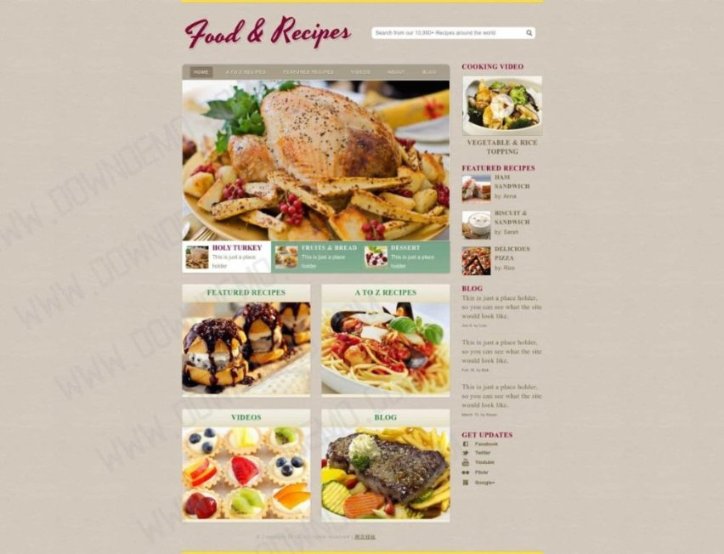 Food & Recipes
Search from our 10,000+ Recipes around the world
HOME
A TO Z RECIPES
FEATURED RECIPES
VIDEOS
ABOUT
BLOG
HOLY TURKEY
This is just a place
holder
FRUITS & BREAD
This is just a place
holder
DESSERT
This is just a place
holder
FEATURED RECIPES
A TO Z RECIPES
VIDEOS
BLOG
COOKING VIDEO
VEGETABLE & RICE
TOPPING
FEATURED RECIPES
HAM
SANDWICH
by: Anna
BISCUIT &
SANDWICH
by: Sarah
DELICIOUS
PIZZA
by: Rico
BLOG
This is just a place holder,
so you can see what the site
would look like.
This is just a place holder,
so you can see what the site
would look like.
This is just a place holder,
so you can see what the site
would look like.
GET UPDATES
Facebook
Twitter
Youtube
Flickr
Google+